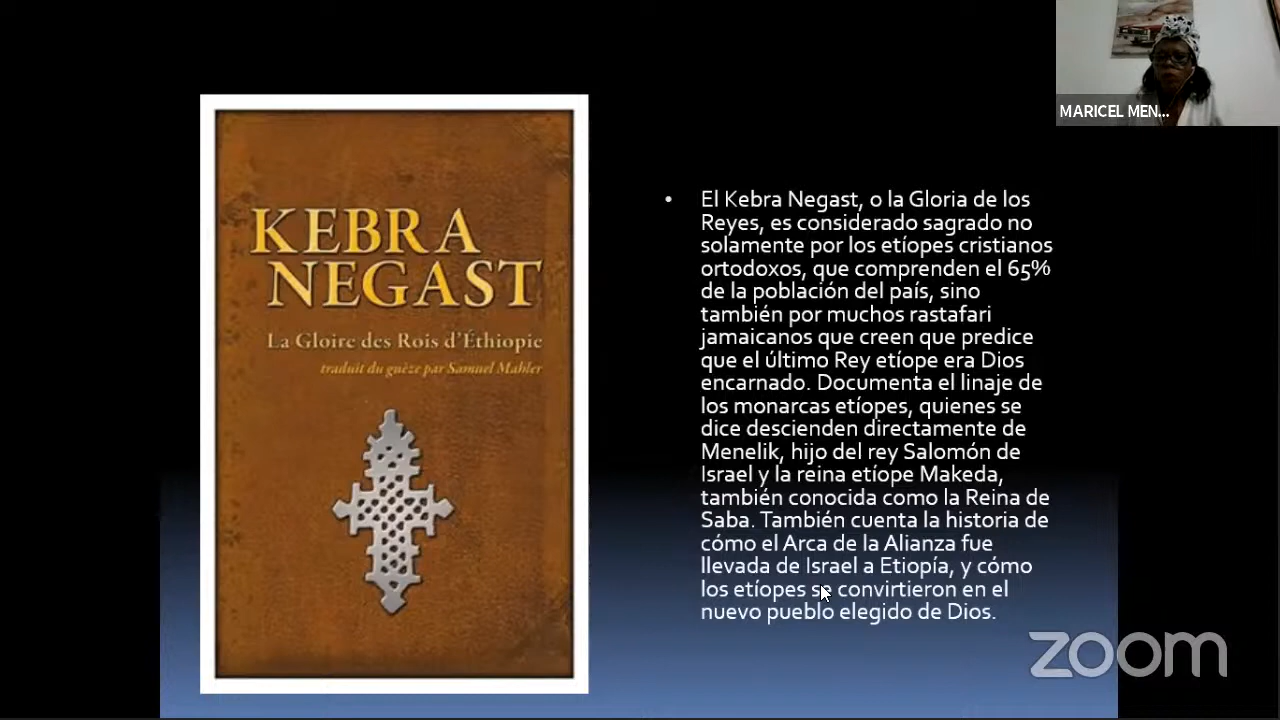 MARICEL MEN...
KEBRA
NEGAST
La Gloire des Rois d'Éthiopie
traduit du guèze par Samuel Mahler
• El Kebra Negast, o la Gloria de los
Reyes, es considerado sagrado no
solamente por los etíopes cristianos
ortodoxos, que comprenden el 65%
de la población del país, sino
también por muchos rastafari
jamaicanos que creen que predice
que el último Rey etíope era Dios
encarnado. Documenta el linaje de
los monarcas etíopes, quienes se
dice descienden directamente de
Menelik, hijo del rey Salomón de
Israel y la reina etíope Makeda,
también conocida como la Reina de
Saba. También cuenta la historia de
cómo el Arca de la Alianza fue
llevada de Israel a Etiopía, y cómo
los etíopes se convirtieron en el
nuevo pueblo elegido de Dios.
zoom